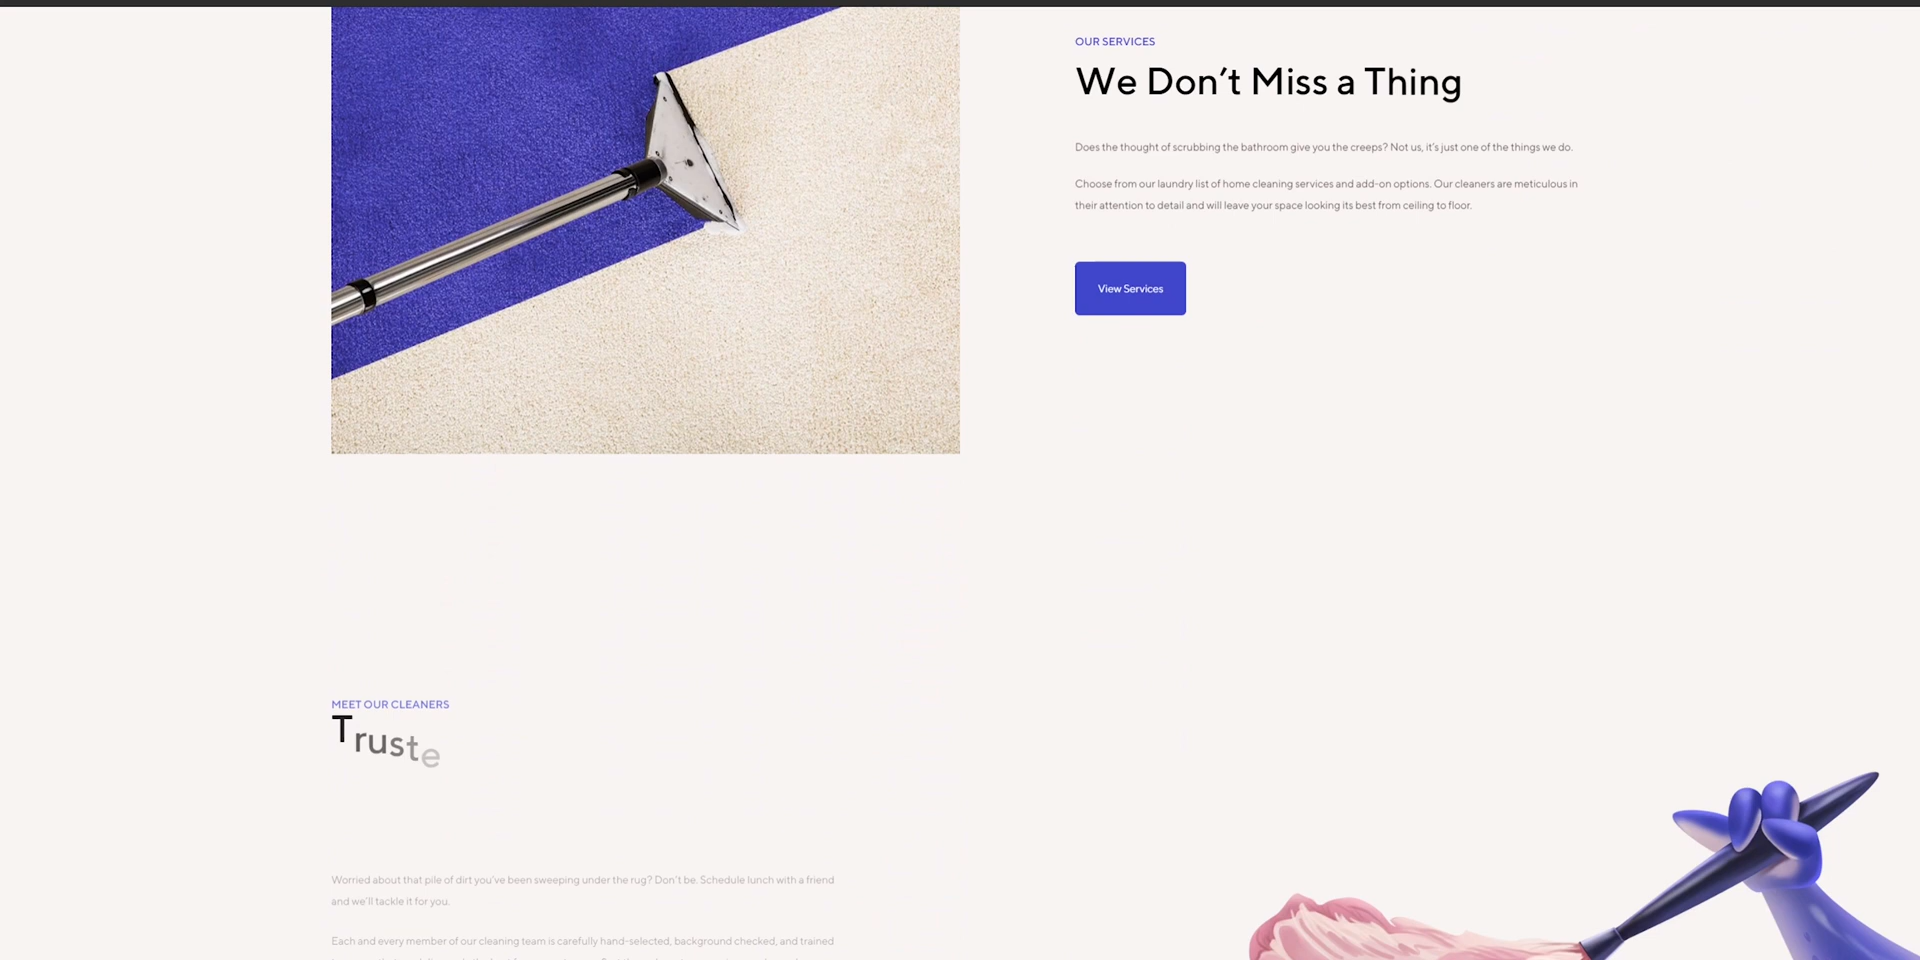 OUR SERVICES
We Don’t Miss a Thing
Does the thought of scrubbing the bathroom give you the creeps? Not us, it’s just one of the things we do.
Choose from our laundry list of home cleaning services and add-on options. Our cleaners are meticulous in
their attention to detail and will leave your space looking its best from ceiling to floor.
View Services
MEET OUR CLEANERS
Truste
Worried about that pile of dirt you’ve been sweeping under the rug? Don’t be. Schedule lunch with a friend
and we’ll tackle it for you.
Each and every member of our cleaning team is carefully hand-selected, background checked, and trained